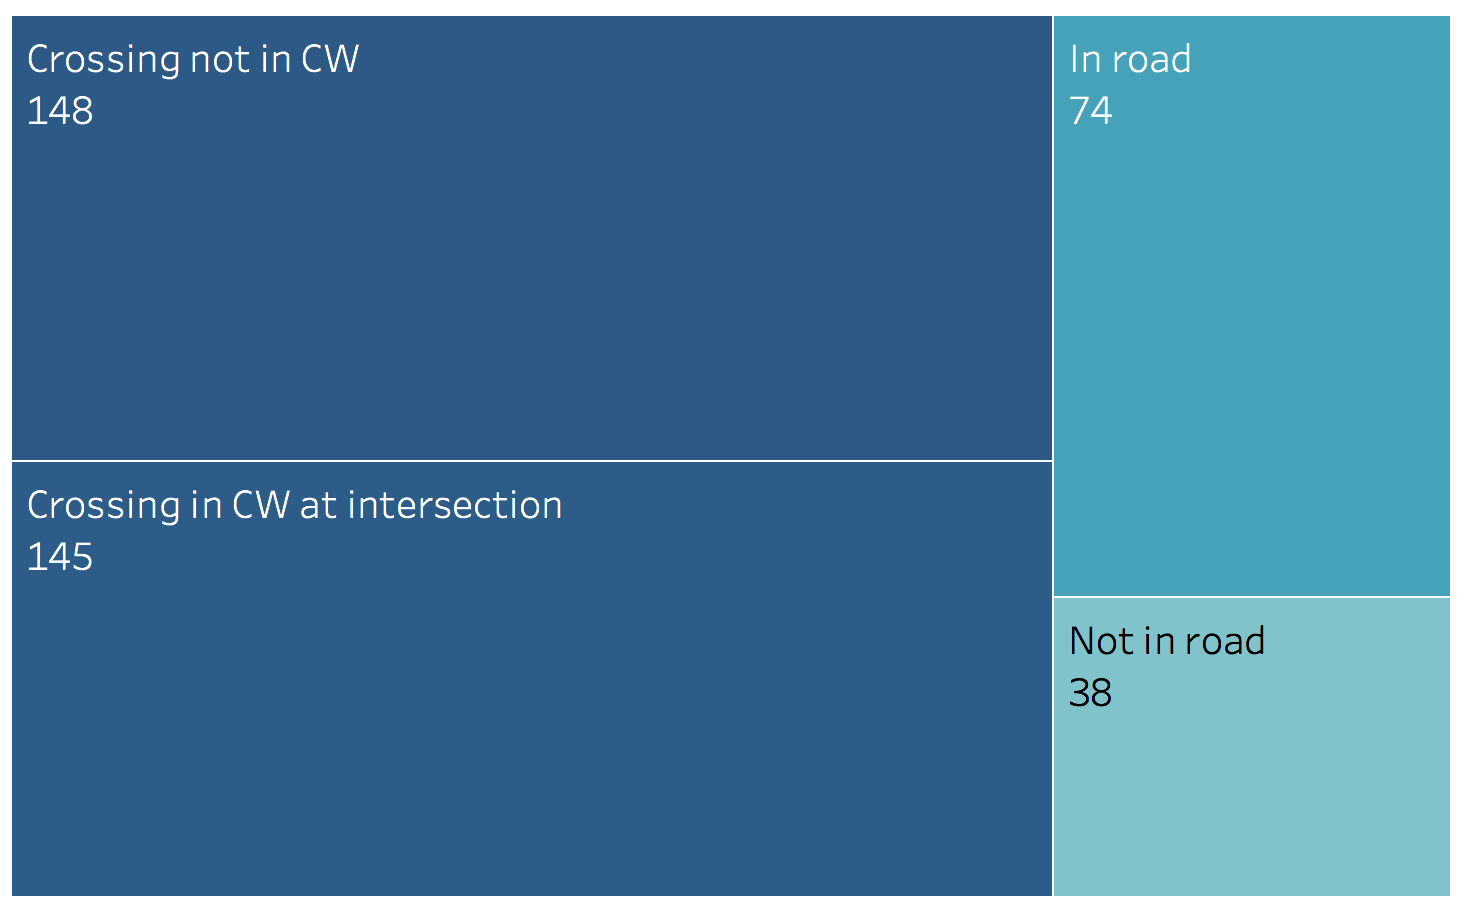 Crossing not in CW
148
In road
74
Crossing in CW at intersection
145
Not in road
38